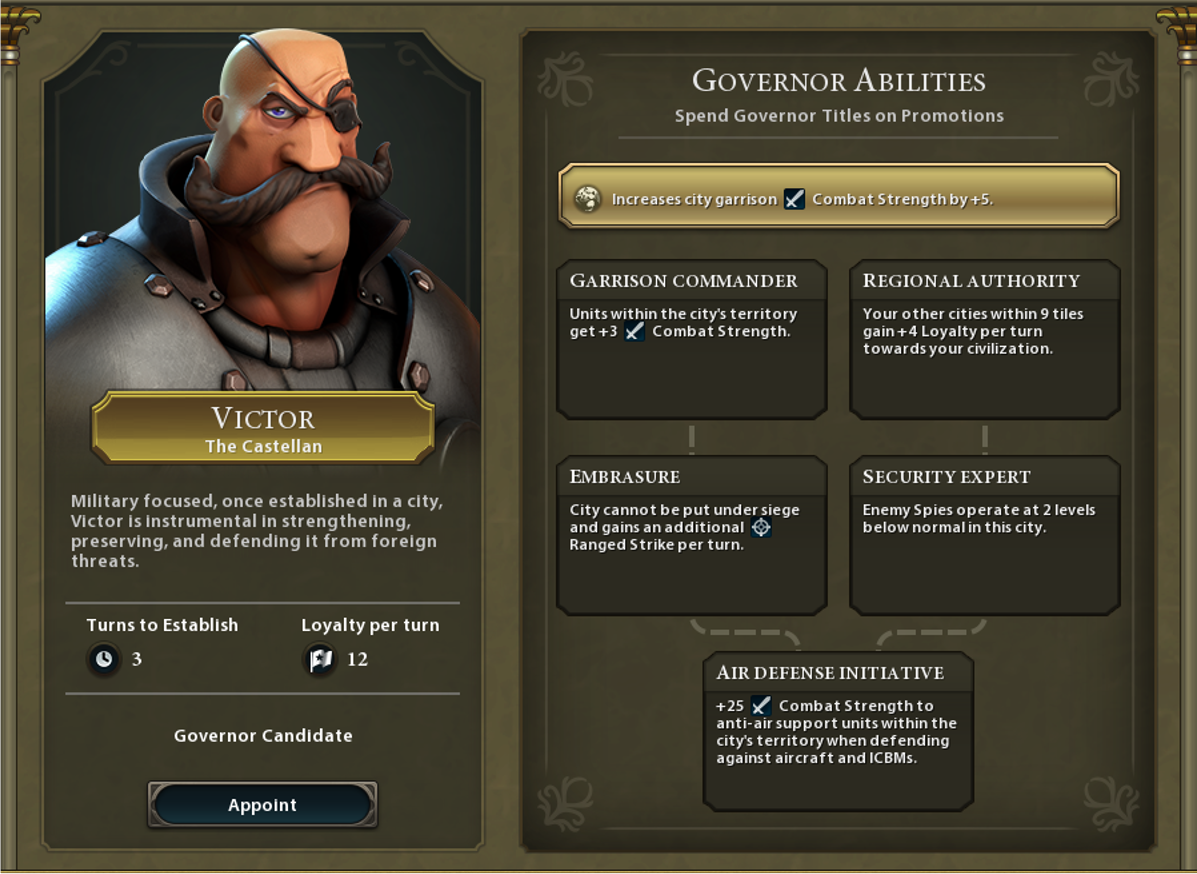 VICTOR
The Castellan
Military focused, once established in a city,
Victor is instrumental in strengthening,
preserving, and defending it from foreign
threats.
Turns to Establish
3
Loyalty per turn
12
Governor Candidate
Appoint
GOVERNOR ABILITIES
Spend Governor Titles on Promotions
Increases city garrison Combat Strength by +5.
GARRISON COMMANDER
Units within the city's territory
get +3 Combat Strength.
REGIONAL AUTHORITY
Your other cities within 9 tiles
gain +4 Loyalty per turn
towards your civilization.
EMBRASURE
City cannot be put under siege
and gains an additional
Ranged Strike per turn.
SECURITY EXPERT
Enemy Spies operate at 2 levels
below normal in this city.
AIR DEFENSE INITIATIVE
+25 Combat Strength to
anti-air support units within the
city's territory when defending
against aircraft and ICBMs.